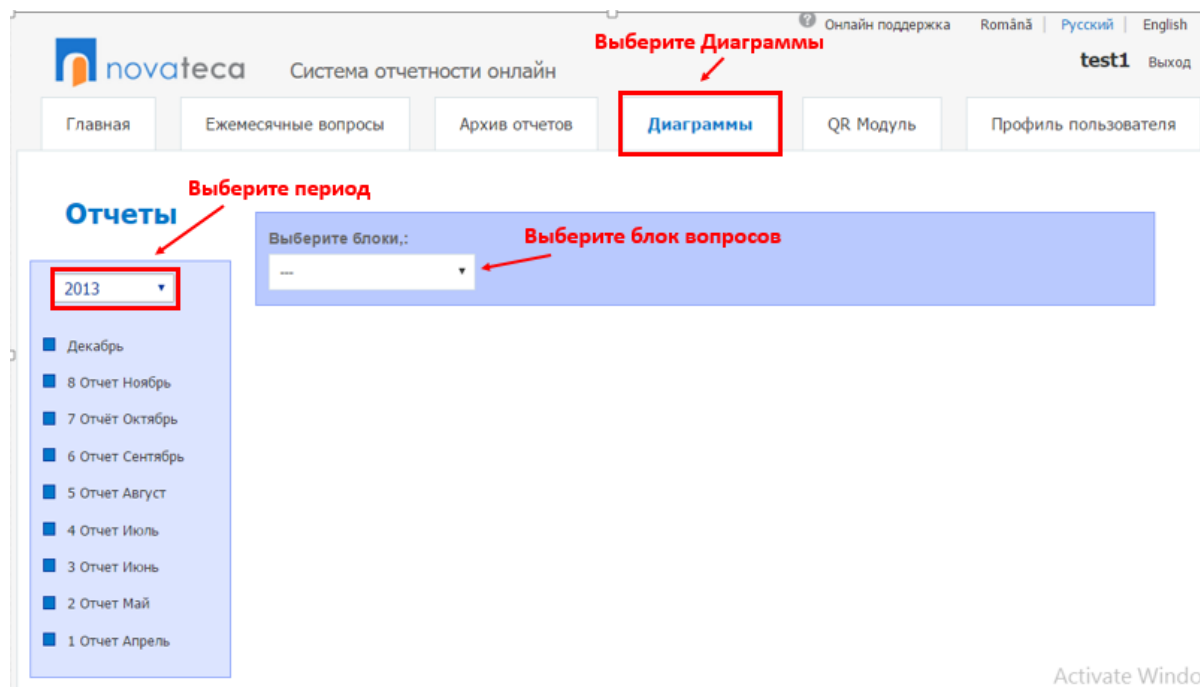 Онлайн поддержка Română | Русский | English
Выберите Диаграммы
novateca Система отчетности онлайн
test1 Выход
Главная Ежемесячные вопросы Архив отчетов Диаграммы QR Модуль Профиль пользователя
Выберите период
Отчеты
Выберите блоки,: Выберите блок вопросов
---
2013
Декабрь
8 Отчет Ноябрь
7 Отчёт Октябрь
6 Отчет Сентябрь
5 Отчет Август
4 Отчет Июль
3 Отчет Июнь
2 Отчет Май
1 Отчет Апрель
Activate Windo